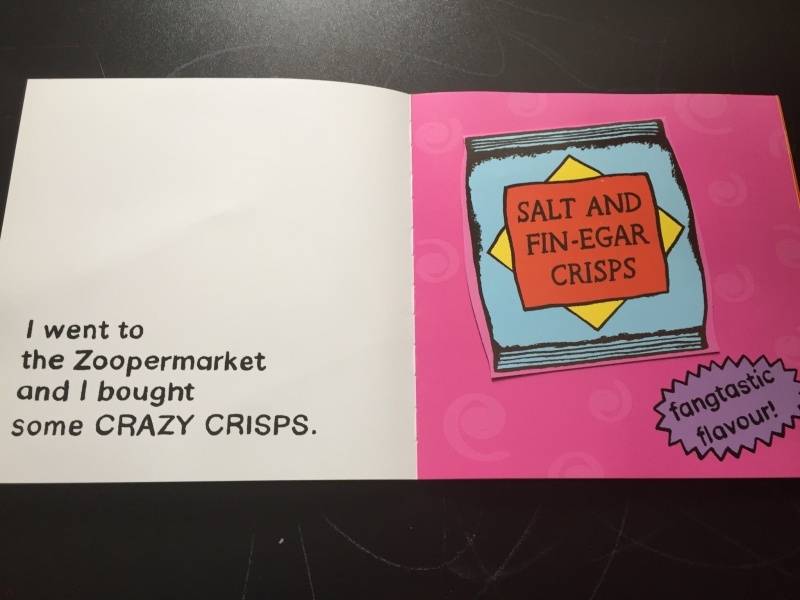 I went to
the Zoopermarket
and I bought
some CRAZY CRISPS.
SALT AND
FIN-EGAR
CRISPS
fangtastic
flavour!